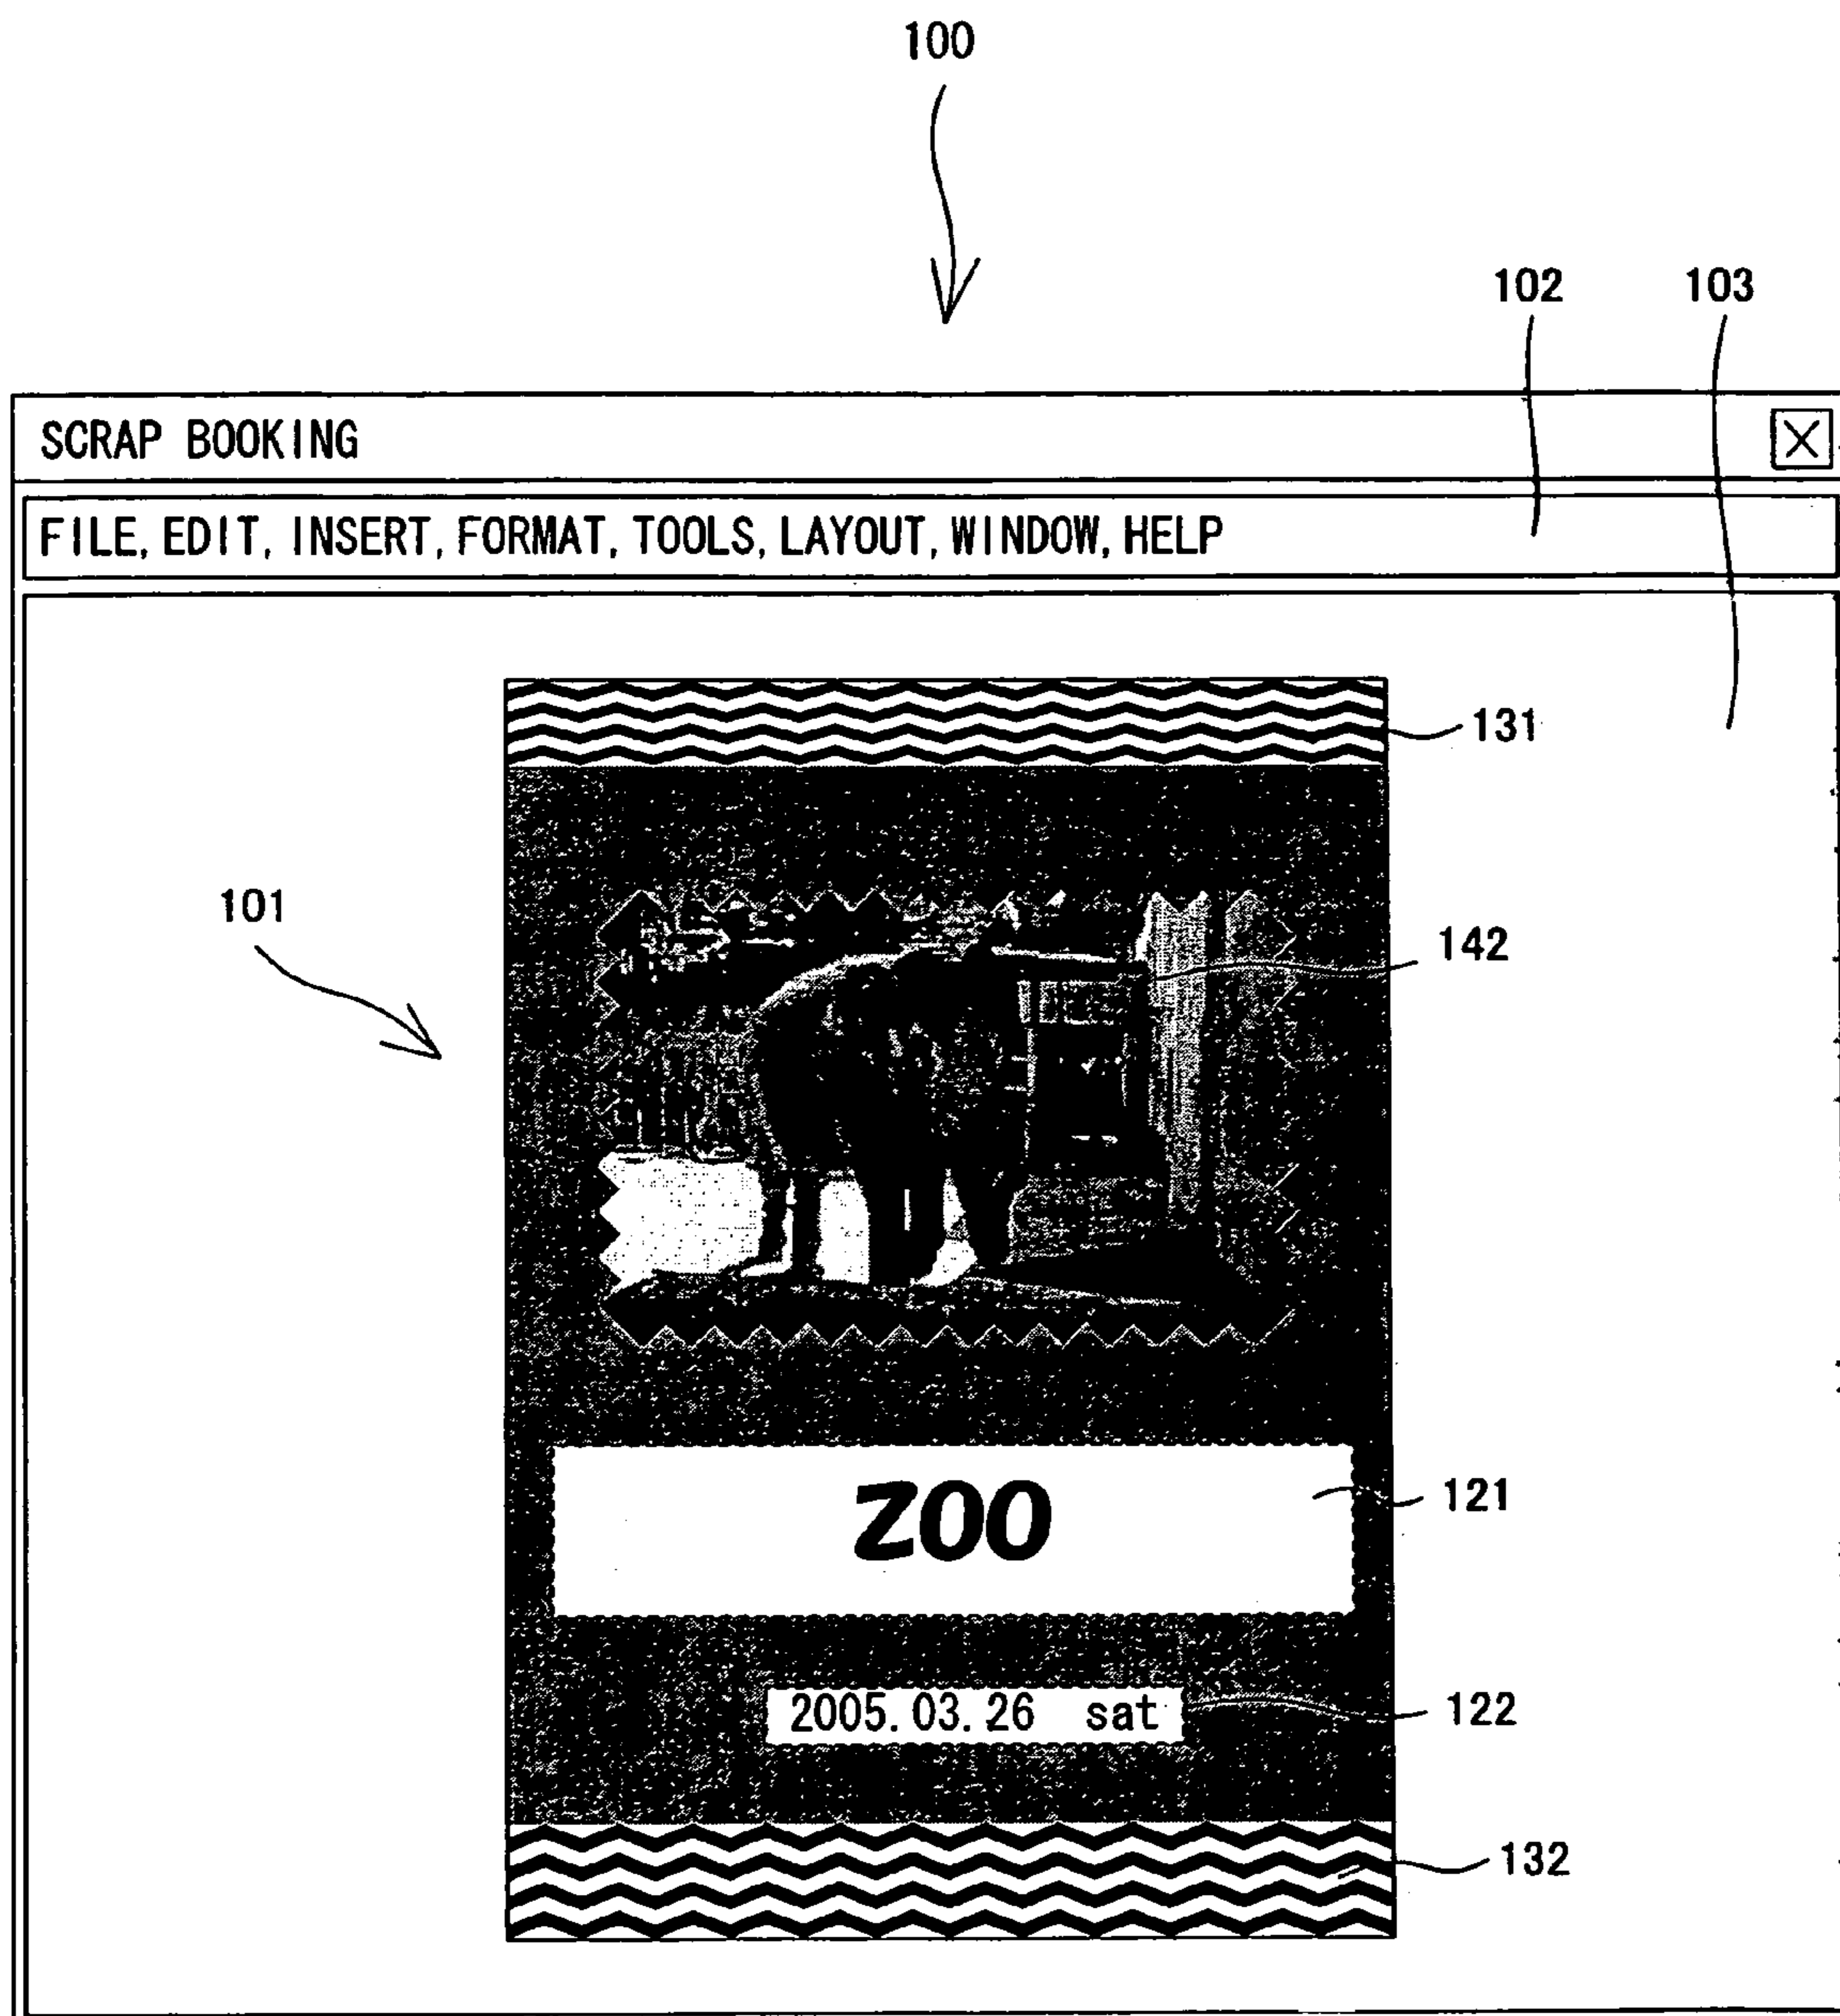 100
102 103
SCRAP BOOKING
FILE, EDIT, INSERT, FORMAT, TOOLS, LAYOUT, WINDOW, HELP
131
101
142
ZOO
121
2005.03.26 sat
122
132